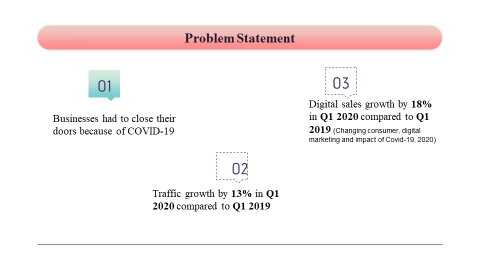 Problem Statement
01
Businesses had to close their
doors because of COVID-19
02
Traffic growth by 13% in Q1
2020 compared to Q1 2019
03
Digital sales growth by 18%
in Q1 2020 compared to Q1
2019 (Changing consumer, digital
marketing and impact of Covid-19, 2020)